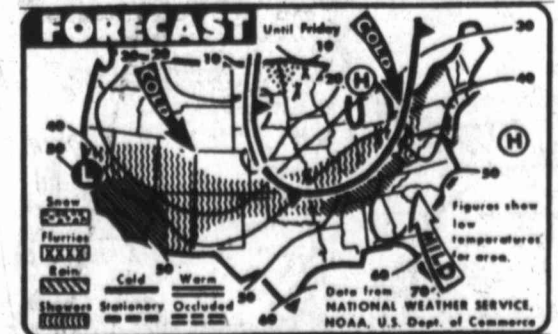 FORECAST
Until Friday
30
20
10
10
20
30
COLD
COLD
H
40
40
50
L
H
50
Snow
Flurries
Rain
Showers
Figures show
low
temperatures
for area.
MILD
50
50
60
60
70
Cold Warm
Stationary Occluded
Data from
NATIONAL WEATHER SERVICE,
NOAA, U.S. Dept. of Commerce